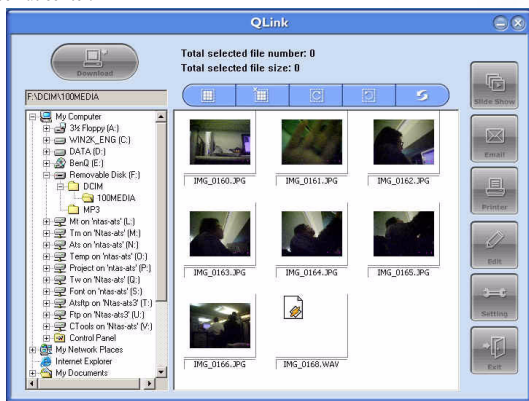 QLink
Download
Total selected file number: 0
Total selected file size: 0
F:\DCIM\100MEDIA
My Computer
3½ Floppy (A:)
WIN2K_ENG (C:)
DATA (D:)
BenQ (E:)
Removable Disk (F:)
DCIM
100MEDIA
MP3
Mt on 'ntas-ats' (L:)
Tm on 'Ntas-ats' (M:)
Ats on 'Ntas-ats' (N:)
Temp on 'ntas-ats' (O:)
Project on 'ntas-ats' (P:)
Tw on 'Ntas-ats' (Q:)
Font on 'ntas-ats' (S:)
Atsftp on 'Ntas-ats3' (T:)
Ftp on 'Ntas-ats3' (U:)
CTools on 'Ntas-ats' (V:)
Control Panel
My Network Places
Internet Explorer
My Documents
IMG_0160.JPG
IMG_0161.JPG
IMG_0162.JPG
IMG_0163.JPG
IMG_0164.JPG
IMG_0165.JPG
IMG_0166.JPG
IMG_0168.WAV
Slide Show
Email
Printer
Edit
Setting
Exit